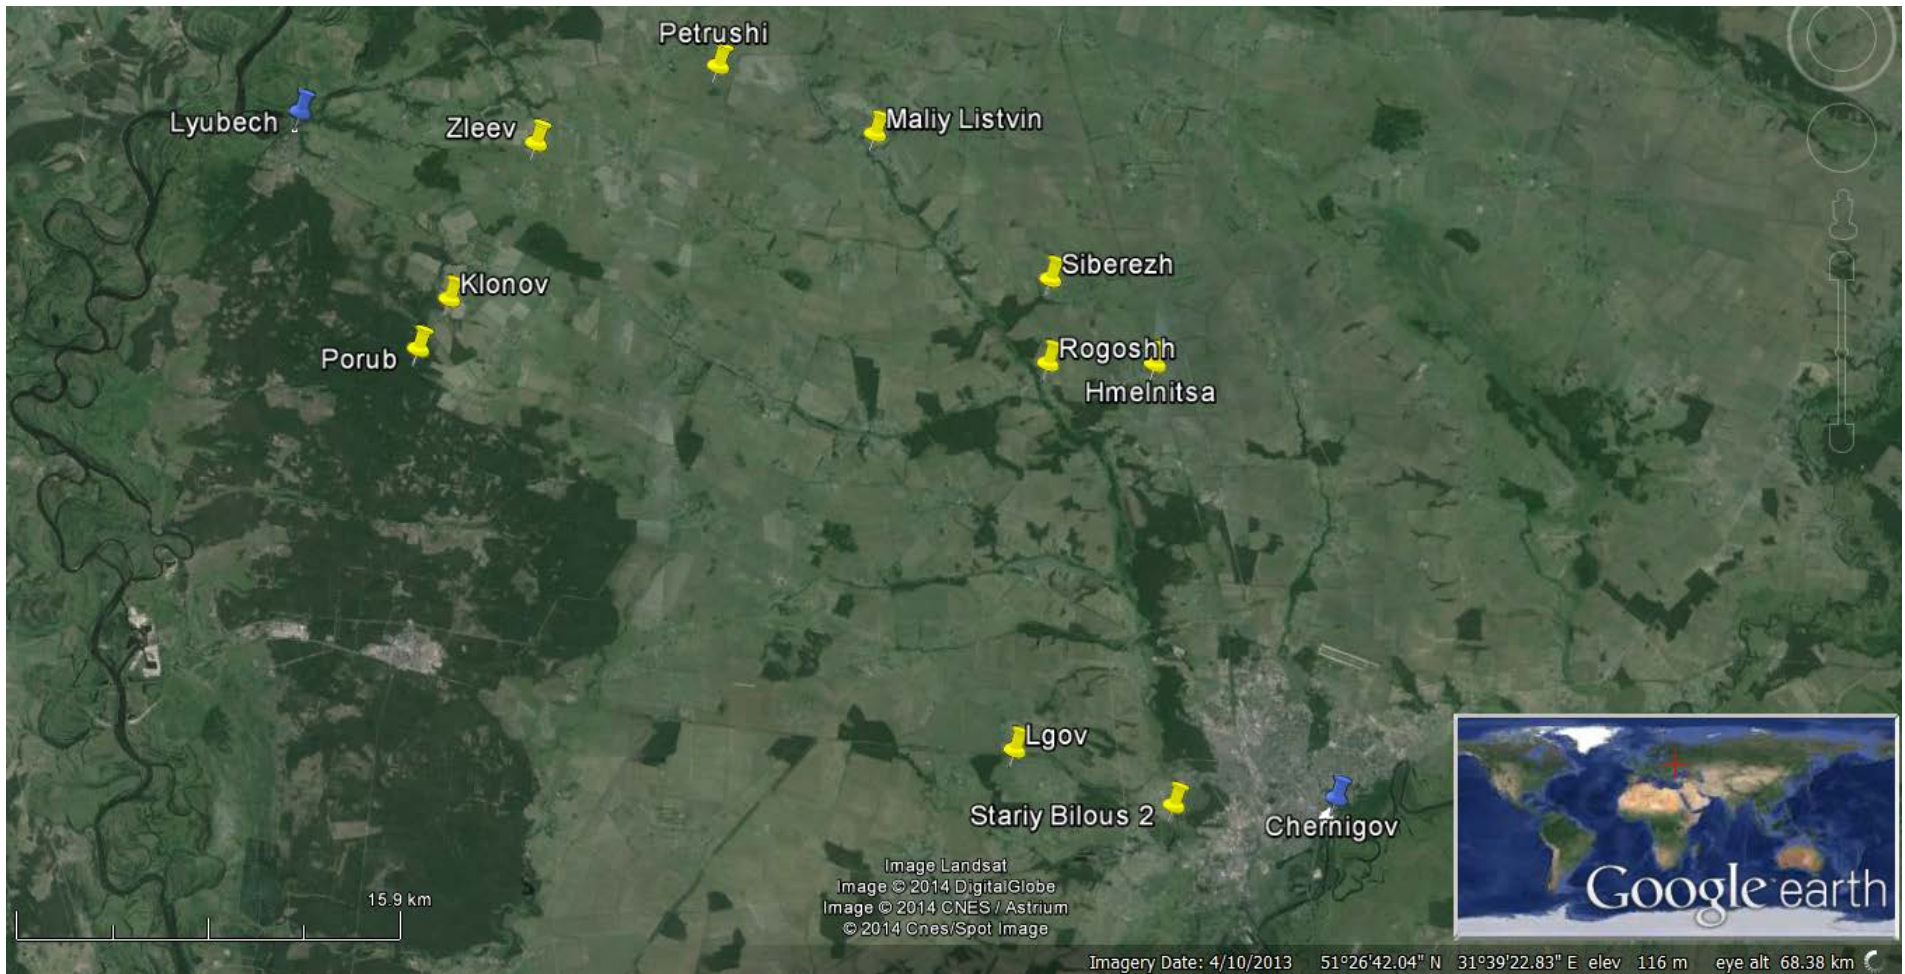 Petrushi
Lyubech
Zleev
Maliy Listvin
Siberezh
Klonov
Rogoshh
Porub
Hmelnitsa
Lgov
Stariy Bilous 2
Chernigov
Image Landsat
Image © 2014 DigitalGlobe
Image © 2014 CNES / Astrium
© 2014 Cnes/Spot Image
15.9 km
Google earth
Imagery Date: 4/10/2013 51°26'42.04" N 31°39'22.83" E elev 116 m eye alt 68.38 km